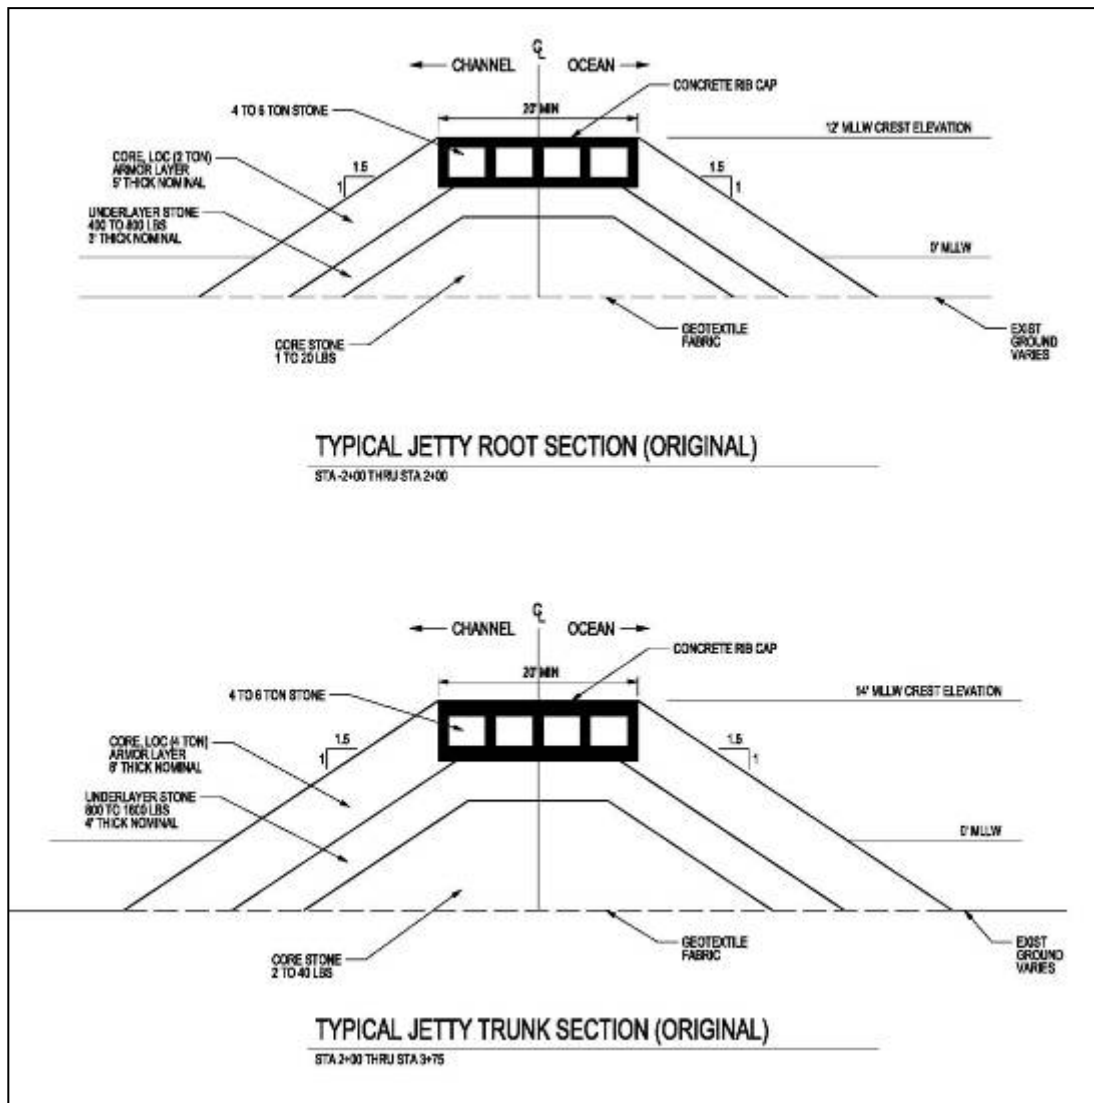 ℄
CHANNEL OCEAN
CONCRETE RIB CAP
20' MIN
4 TO 6 TON STONE
12' MLLW CREST ELEVATION
CORE, LOC (2 TON)
ARMOR LAYER
5' THICK NOMINAL
1.5
1
1.5
1
UNDERLAYER STONE
400 TO 800 LBS
3' THICK NOMINAL
0' MLLW
CORE STONE
1 TO 20 LBS
GEOTEXTILE
FABRIC
EXIST
GROUND
VARIES
TYPICAL JETTY ROOT SECTION (ORIGINAL)
STA -2+00 THRU STA 2+00
℄
CHANNEL OCEAN
CONCRETE RIB CAP
20' MIN
4 TO 6 TON STONE
14' MLLW CREST ELEVATION
CORE, LOC (4 TON)
ARMOR LAYER
6' THICK NOMINAL
1.5
1
1.5
1
UNDERLAYER STONE
800 TO 1600 LBS
4' THICK NOMINAL
0' MLLW
CORE STONE
2 TO 40 LBS
GEOTEXTILE
FABRIC
EXIST
GROUND
VARIES
TYPICAL JETTY TRUNK SECTION (ORIGINAL)
STA 2+00 THRU STA 3+75